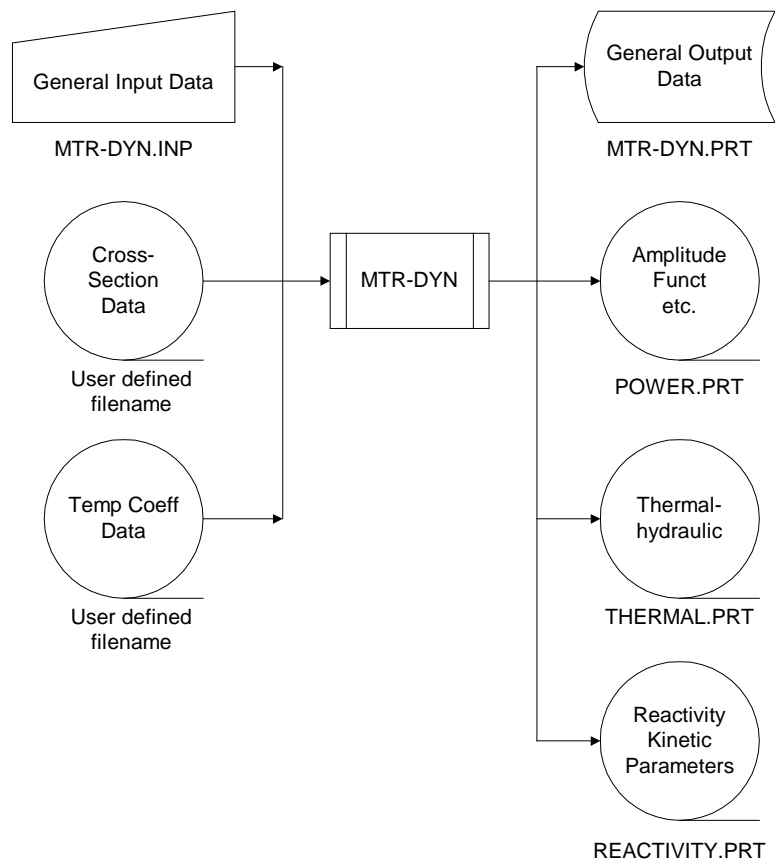 General Input Data
MTR-DYN.INP
Cross-
Section
Data
User defined
filename
Temp Coeff
Data
User defined
filename
MTR-DYN
General Output
Data
MTR-DYN.PRT
Amplitude
Funct
etc.
POWER.PRT
Thermal-
hydraulic
THERMAL.PRT
Reactivity
Kinetic
Parameters
REACTIVITY.PRT